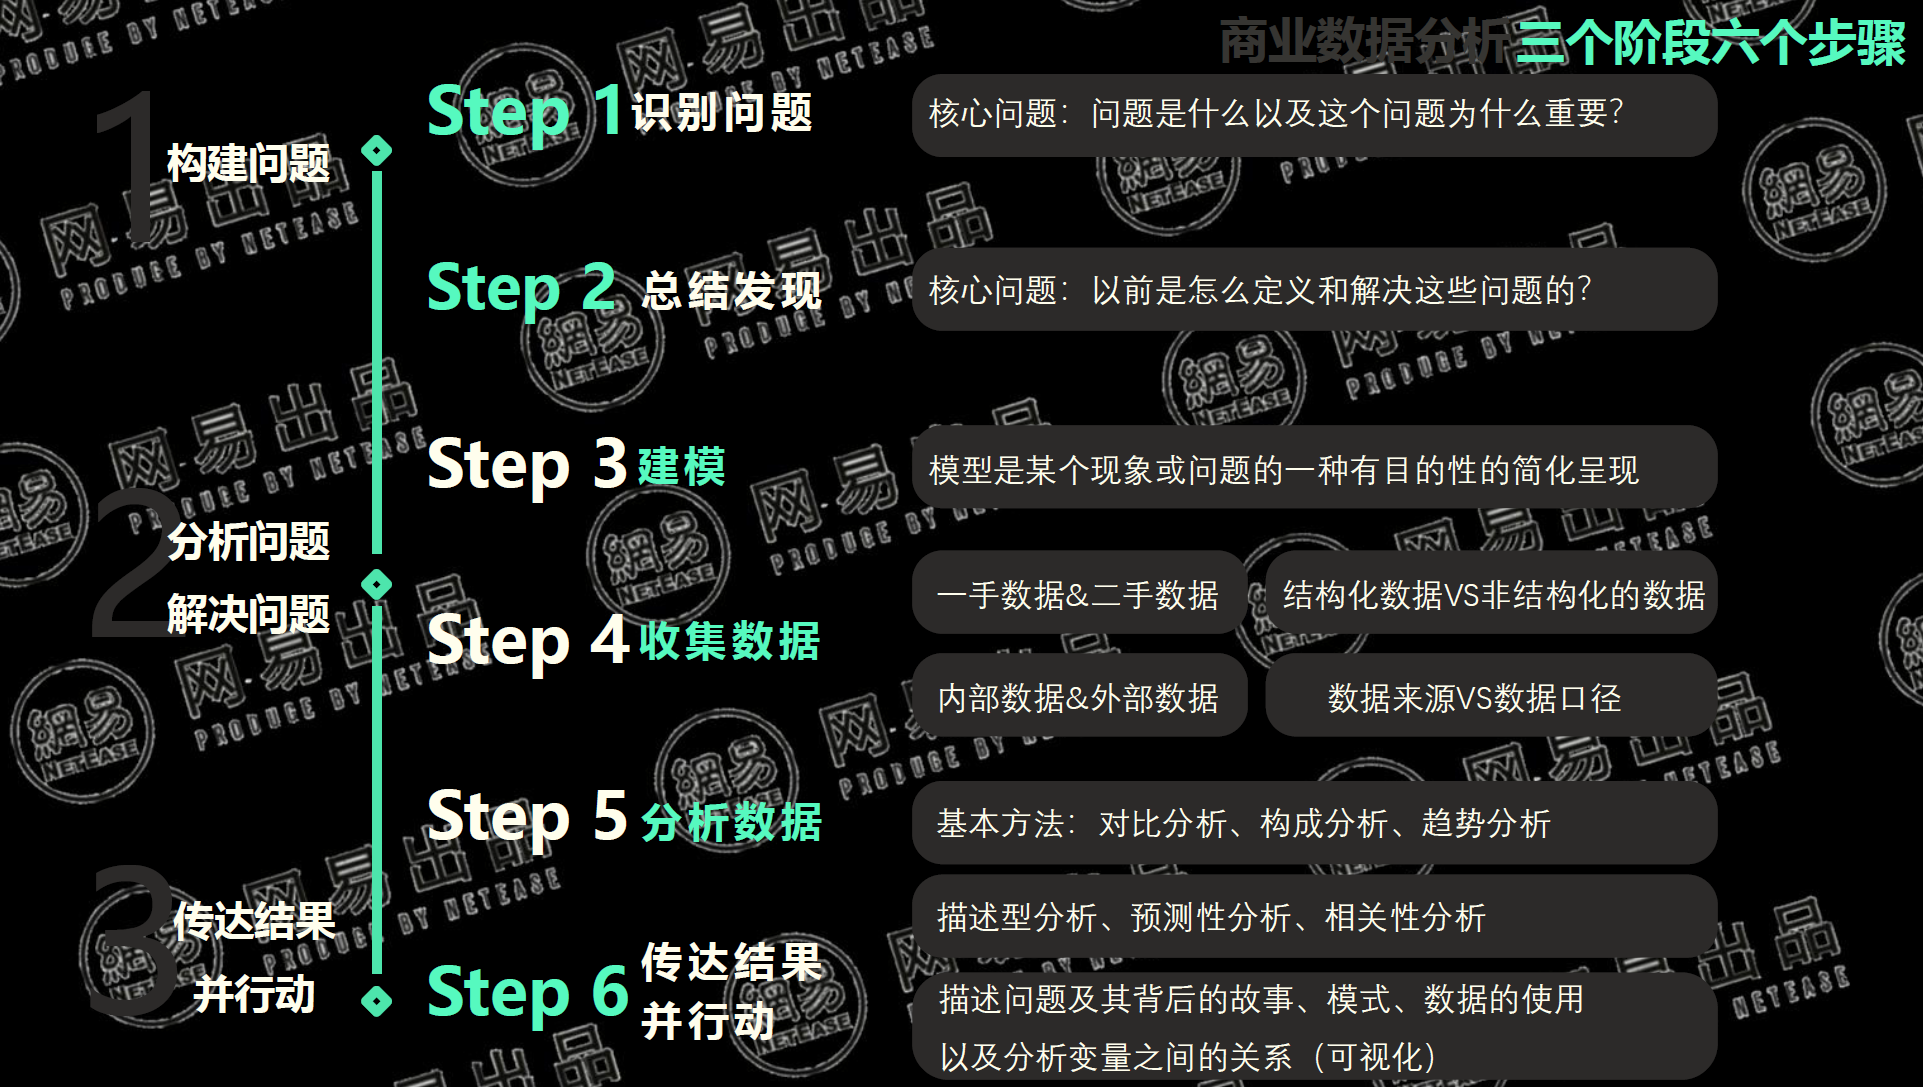 商业数据分析三个阶段六个步骤
1
构建问题
Step 1 识别问题
核心问题：问题是什么以及这个问题为什么重要？
Step 2 总结发现
核心问题：以前是怎么定义和解决这些问题的？
2
分析问题
解决问题
Step 3 建模
模型是某个现象或问题的一种有目的性的简化呈现
Step 4 收集数据
一手数据&二手数据
结构化数据VS非结构化的数据
内部数据&外部数据
数据来源VS数据口径
Step 5 分析数据
基本方法：对比分析、构成分析、趋势分析
描述型分析、预测性分析、相关性分析
3
传达结果
并行动
Step 6 传达结果
并行动
描述问题及其背后的故事、模式、数据的使用
以及分析变量之间的关系（可视化）
网易出品
PRODUCE BY NETEASE
網易
NETEASE